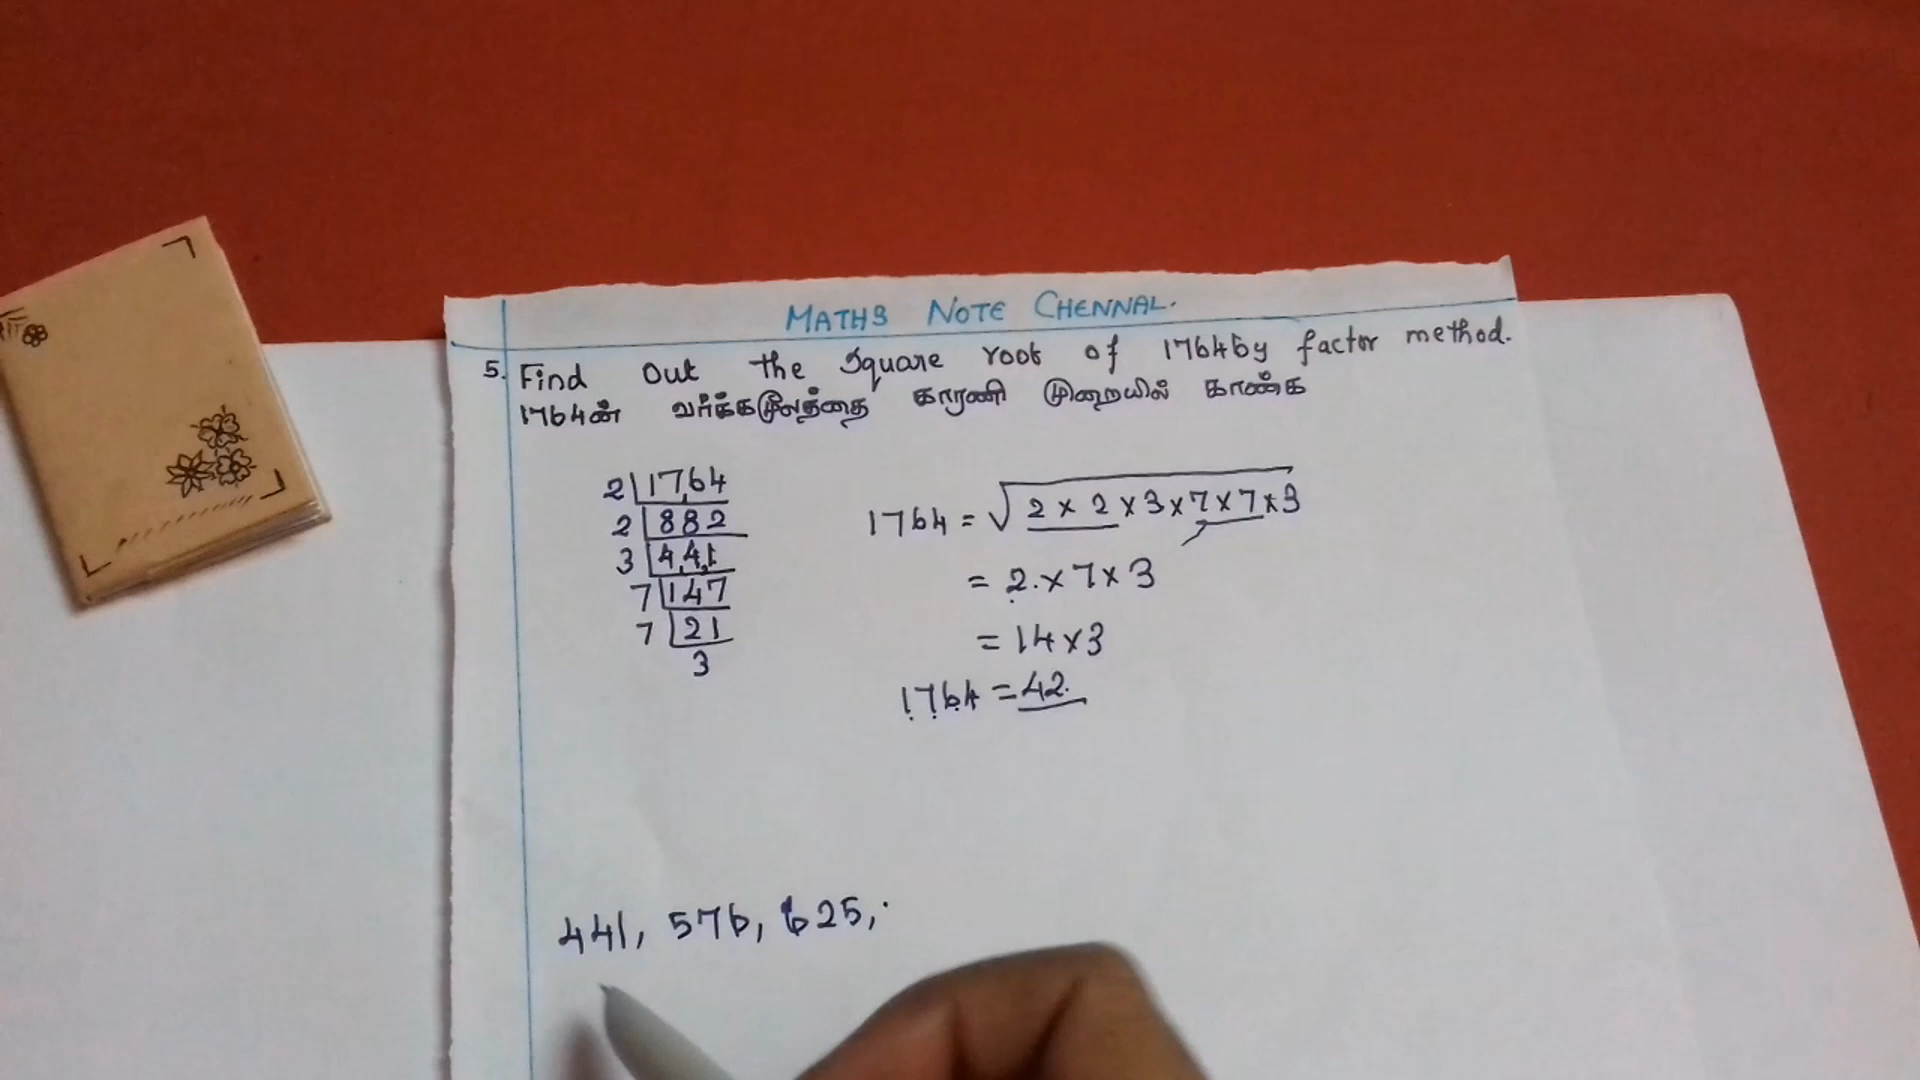 MATHS NOTE CHENNAI.
5. Find out the square root of 1764 by factor method.
1764ன் வர்க்கமூலத்தை காரணி முறையில் காண்க
2 | 1764
2 | 882
3 | 441
7 | 147
7 | 21
3
1764 = √2 × 2 × 3 × 7 × 7 × 3
= 2 × 7 × 3
= 14 × 3
1764 = 42.
441, 576, 625,